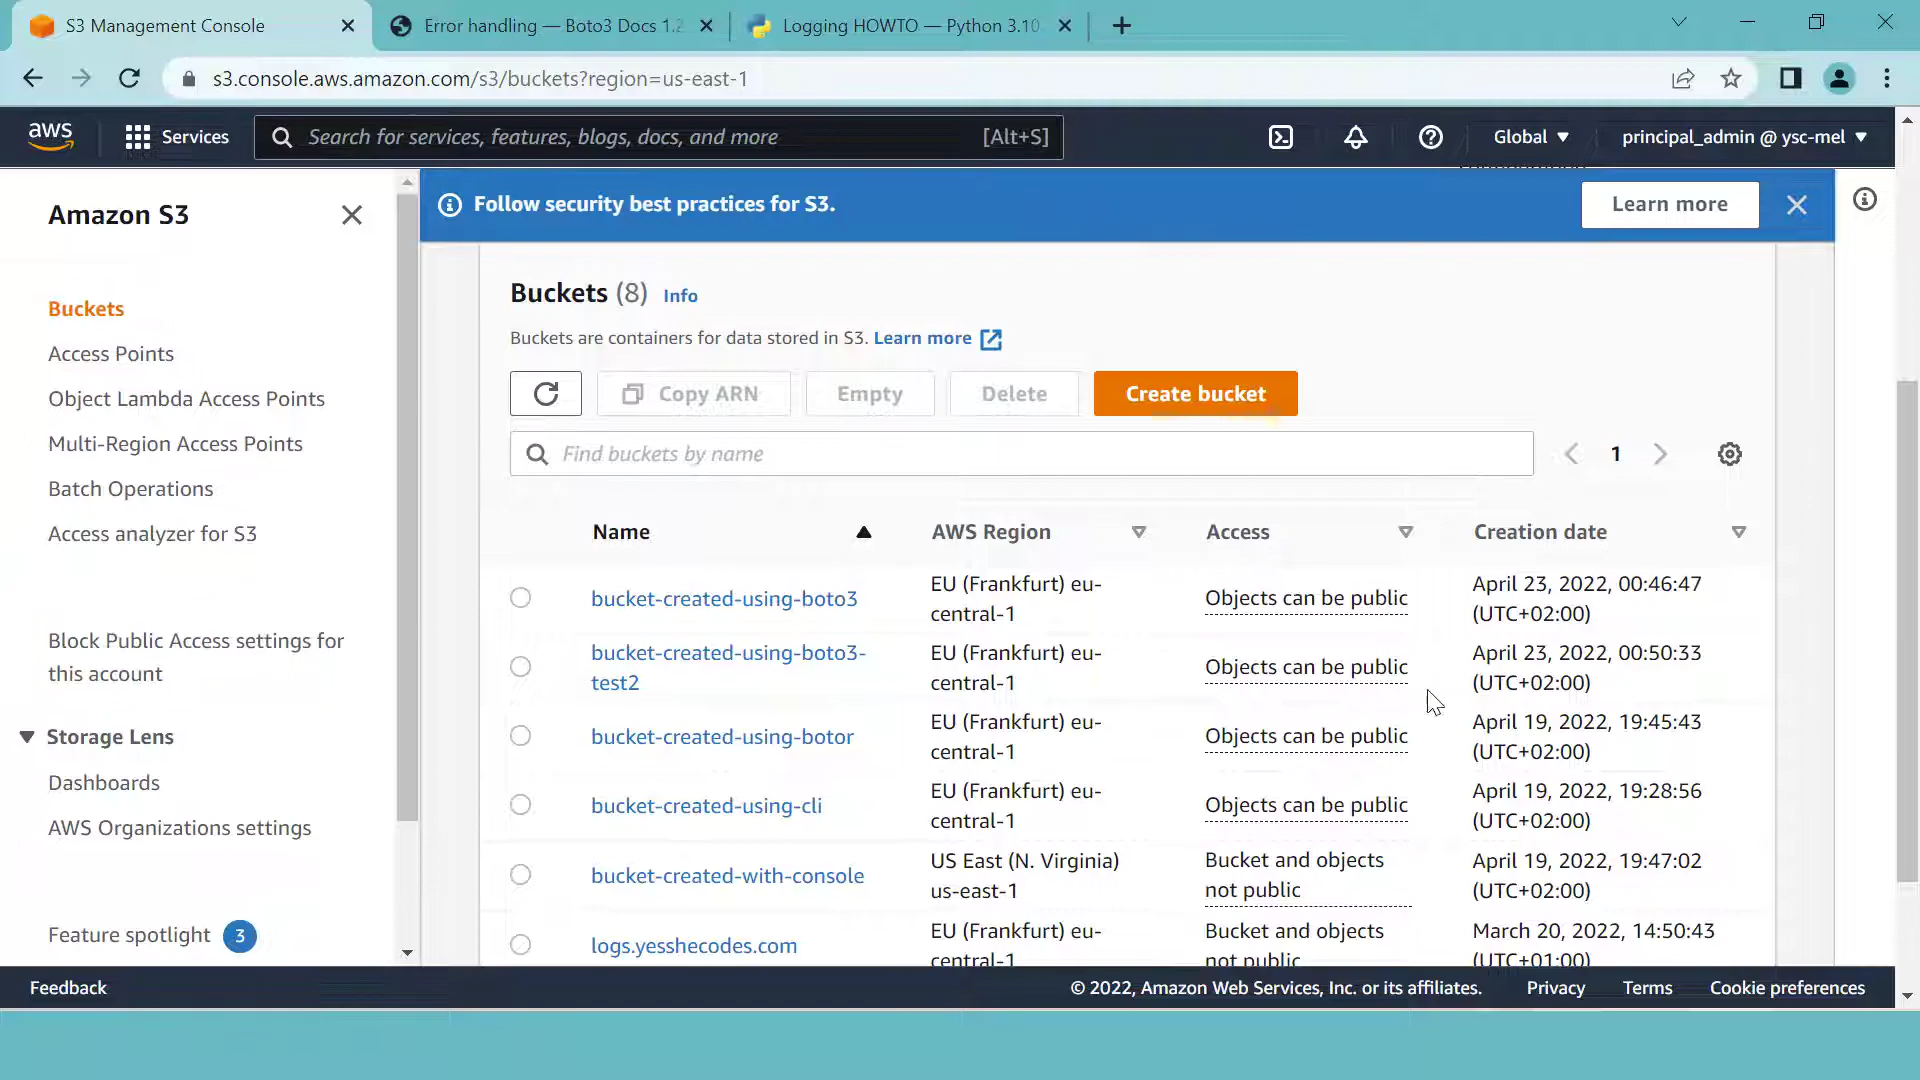 S3 Management Console
Error handling — Boto3 Docs 1.2
Logging HOWTO — Python 3.10
s3.console.aws.amazon.com/s3/buckets?region=us-east-1
aws
Services
Search for services, features, blogs, docs, and more
[Alt+S]
Global
principal_admin @ ysc-mel
Amazon S3
Buckets
Access Points
Object Lambda Access Points
Multi-Region Access Points
Batch Operations
Access analyzer for S3
Block Public Access settings for
this account
Storage Lens
Dashboards
AWS Organizations settings
Feature spotlight 3
Follow security best practices for S3.
Learn more
Buckets (8) Info
Buckets are containers for data stored in S3. Learn more
Copy ARN
Empty
Delete
Create bucket
Find buckets by name
1
Name
AWS Region
Access
Creation date
bucket-created-using-boto3
EU (Frankfurt) eu-
central-1
Objects can be public
April 23, 2022, 00:46:47
(UTC+02:00)
bucket-created-using-boto3-
test2
EU (Frankfurt) eu-
central-1
Objects can be public
April 23, 2022, 00:50:33
(UTC+02:00)
bucket-created-using-botor
EU (Frankfurt) eu-
central-1
Objects can be public
April 19, 2022, 19:45:43
(UTC+02:00)
bucket-created-using-cli
EU (Frankfurt) eu-
central-1
Objects can be public
April 19, 2022, 19:28:56
(UTC+02:00)
bucket-created-with-console
US East (N. Virginia)
us-east-1
Bucket and objects
not public
April 19, 2022, 19:47:02
(UTC+02:00)
logs.yesshecodes.com
EU (Frankfurt) eu-
central-1
Bucket and objects
not public
March 20, 2022, 14:50:43
(UTC+01:00)
Feedback
© 2022, Amazon Web Services, Inc. or its affiliates.
Privacy
Terms
Cookie preferences